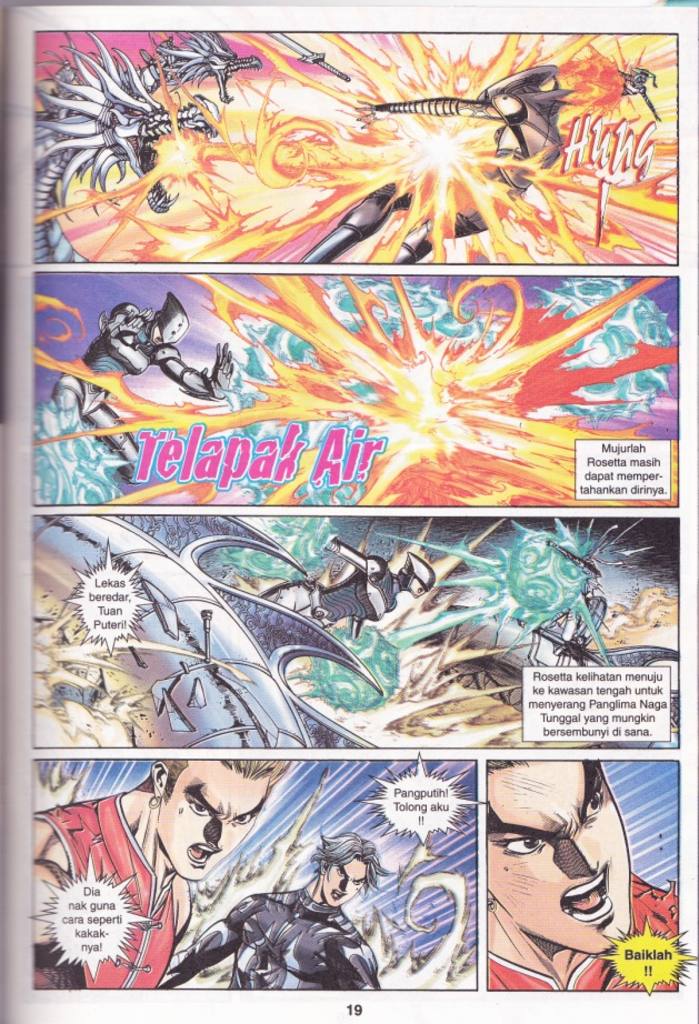 HUNG
!
Telapak Air
Mujurlah
Rosetta masih
dapat memper-
tahankan dirinya.
Lekas
beredar,
Tuan
Puteri!
Rosetta kelihatan menuju
ke kawasan tengah untuk
menyerang Panglima Naga
Tunggal yang mungkin
bersembunyi di sana.
Pangputih!
Tolong aku
!!
Dia
nak guna
cara seperti
kakak-
nya!
Baiklah
!!
19